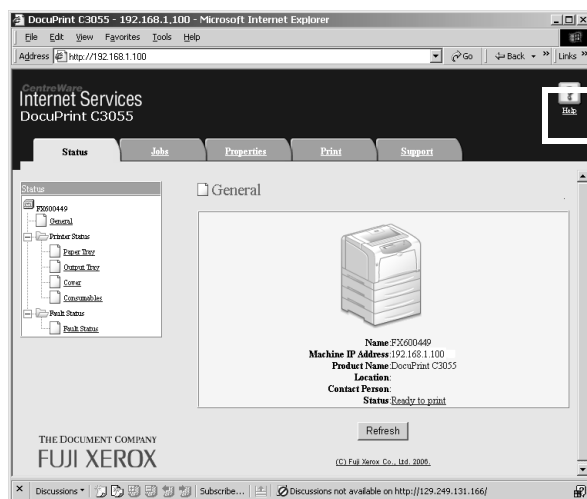 DocuPrint C3055 - 192.168.1,100 - Microsoft Internet Explorer
File Edit View Favorites Tools Help
Address http://192.168.1.100 Go Back » Links »
CentreWare
Internet Services
DocuPrint C3055
Help
Status Jobs Properties Print Support
Status
FX600449
General
Printer Status
Paper Tray
Output Tray
Cover
Consumables
Fault Status
Fault Status
General
Name:FX600449
Machine IP Address:192.168.1.100
Product Name:DocuPrint C3055
Location:
Contact Person:
Status:Ready to print
Refresh
THE DOCUMENT COMPANY
FUJI XEROX
(C) Fuji Xerox Co., Ltd. 2006.
Discussions Subscribe... Discussions not available on http://129.249.131.166/